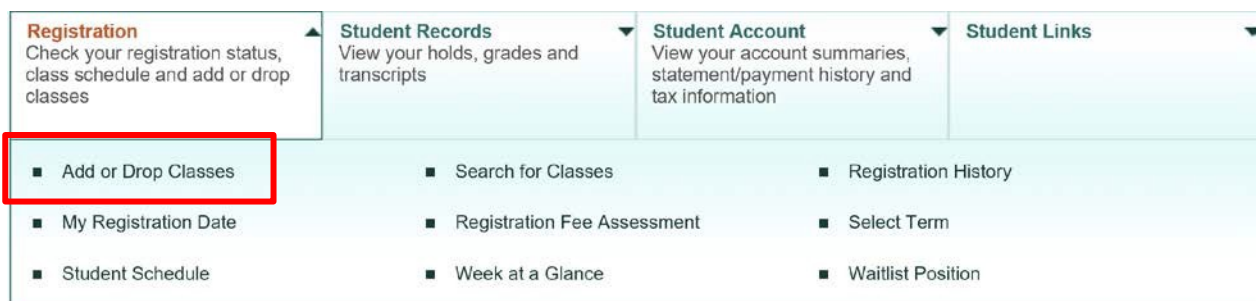 Registration
Check your registration status,
class schedule and add or drop
classes
Student Records
View your holds, grades and
transcripts
Student Account
View your account summaries,
statement/payment history and
tax information
Student Links
Add or Drop Classes
Search for Classes
Registration History
My Registration Date
Registration Fee Assessment
Select Term
Student Schedule
Week at a Glance
Waitlist Position